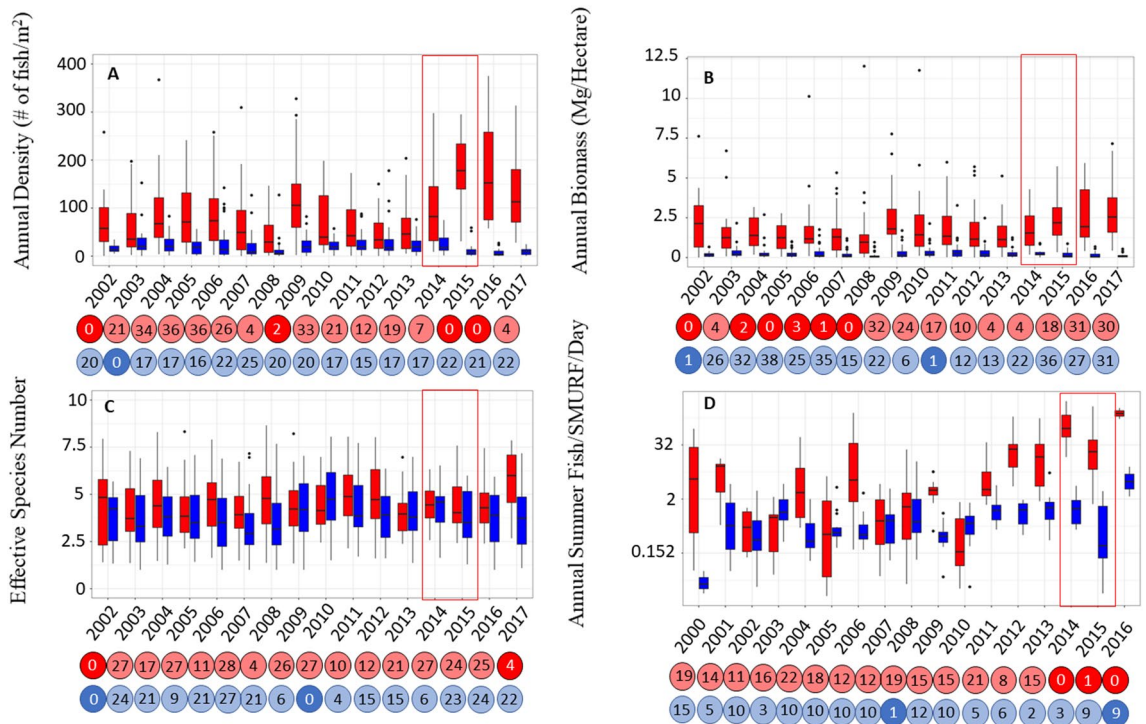 Annual Density (# of fish/m²)
A
400
300
200
100
0
2002 2003 2004 2005 2006 2007 2008 2009 2010 2011 2012 2013 2014 2015 2016 2017
0 21 34 36 36 26 4 2 33 21 12 19 7 0 0 4
20 0 17 17 16 22 25 20 20 17 15 17 17 22 21 22
Annual Biomass (Mg/Hectare)
B
12.5
10
7.5
5.0
2.5
0
2002 2003 2004 2005 2006 2007 2008 2009 2010 2011 2012 2013 2014 2015 2016 2017
0 4 2 0 3 1 0 32 24 17 10 4 4 18 31 30
1 26 32 38 25 35 15 22 6 1 12 13 22 36 27 31
Effective Species Number
C
10
7.5
5.0
2.5
0
2002 2003 2004 2005 2006 2007 2008 2009 2010 2011 2012 2013 2014 2015 2016 2017
0 27 17 27 11 28 4 26 27 10 12 21 27 24 25 4
0 24 21 9 21 27 21 6 0 4 15 15 6 23 24 22
Annual Summer Fish/SMURF/Day
D
32
2
0.152
2000 2001 2002 2003 2004 2005 2006 2007 2008 2009 2010 2011 2012 2013 2014 2015 2016
19 14 11 16 22 18 12 12 19 15 15 21 8 15 0 1 0
15 5 10 3 10 10 10 10 1 12 10 5 6 2 3 9 9